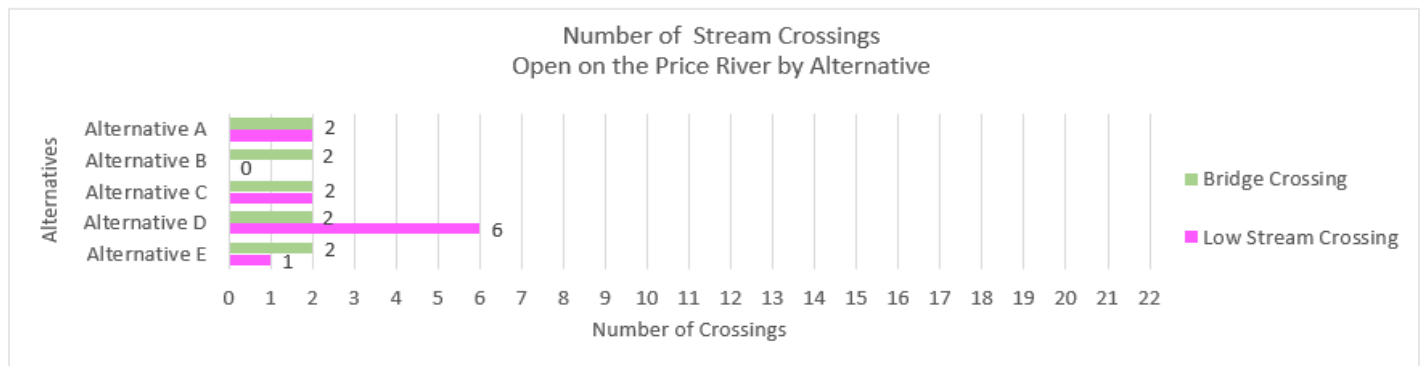 Number of  Stream Crossings
Open on the Price River by Alternative
Alternatives
Alternative A 2
Alternative B 2
0
Alternative C 2
Alternative D 2
6
Alternative E 2
1
0 1 2 3 4 5 6 7 8 9 10 11 12 13 14 15 16 17 18 19 20 21 22
Number of Crossings
Bridge Crossing
Low Stream Crossing